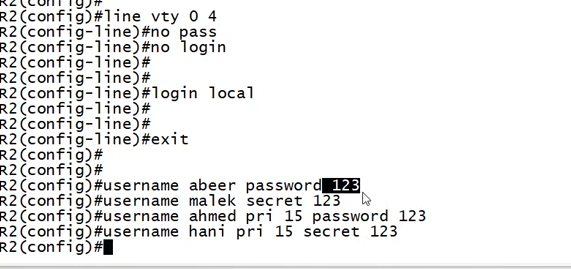 R2(config)#
R2(config)#line vty 0 4
R2(config-line)#no pass
R2(config-line)#no login
R2(config-line)#
R2(config-line)#
R2(config-line)#login local
R2(config-line)#
R2(config-line)#
R2(config-line)#exit
R2(config)#
R2(config)#
R2(config)#username abeer password 123
R2(config)#username malek secret 123
R2(config)#username ahmed pri 15 password 123
R2(config)#username hani pri 15 secret 123
R2(config)#